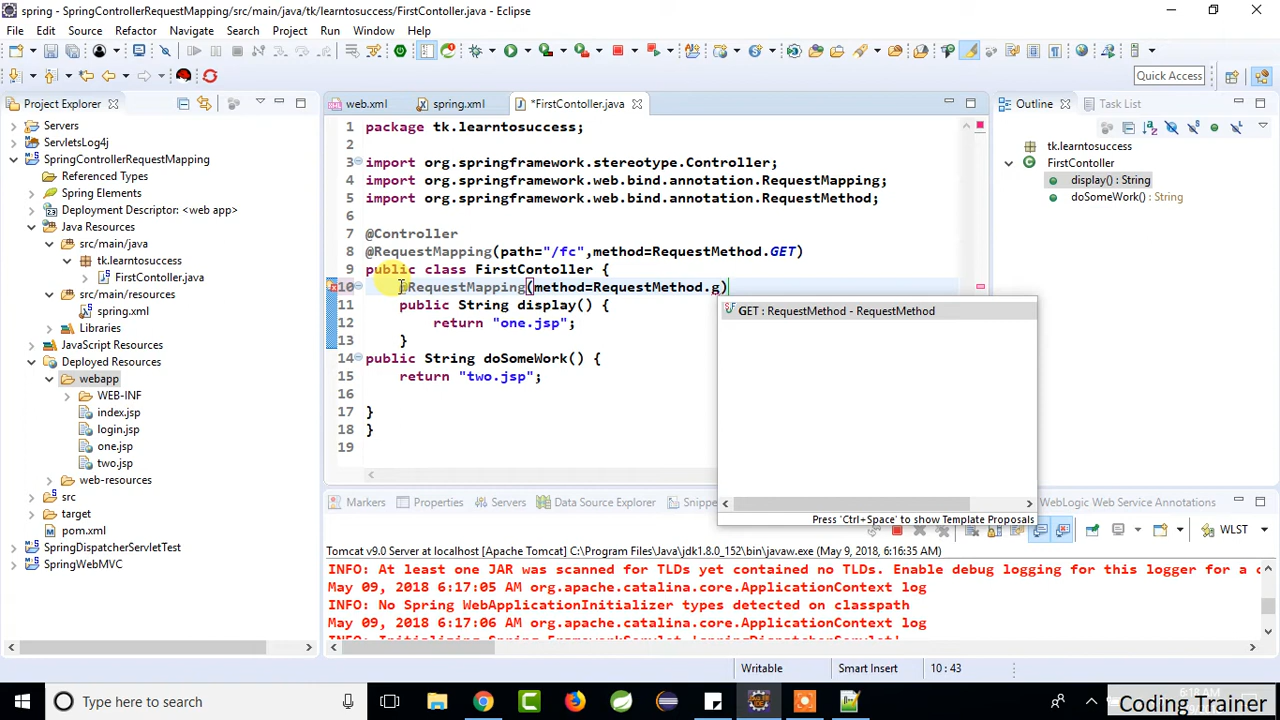 spring - SpringControllerRequestMapping/src/main/java/tk/learntosuccess/FirstContoller.java - Eclipse
File Edit Source Refactor Navigate Search Project Run Window Help
Quick Access
Project Explorer
web.xml
spring.xml
*FirstContoller.java
Outline
Task List
Servers
ServletsLog4j
SpringControllerRequestMapping
Referenced Types
Spring Elements
Deployment Descriptor: <web app>
Java Resources
src/main/java
tk.learntosuccess
FirstContoller.java
src/main/resources
spring.xml
Libraries
JavaScript Resources
Deployed Resources
webapp
WEB-INF
index.jsp
login.jsp
one.jsp
two.jsp
web-resources
src
target
pom.xml
SpringDispatcherServletTest
SpringWebMVC
1 package tk.learntosuccess;
2
3 import org.springframework.stereotype.Controller;
4 import org.springframework.web.bind.annotation.RequestMapping;
5 import org.springframework.web.bind.annotation.RequestMethod;
6
7 @Controller
8 @RequestMapping(path="/fc",method=RequestMethod.GET)
9 public class FirstContoller {
10 @RequestMapping(method=RequestMethod.g)
11 public String display() {
12 return "one.jsp";
13 }
14 public String doSomeWork() {
15 return "two.jsp";
16
17 }
18 }
19
GET : RequestMethod - RequestMethod
Press 'Ctrl+Space' to show Template Proposals
tk.learntosuccess
FirstContoller
display() : String
doSomeWork() : String
Markers
Properties
Servers
Data Source Explorer
Snippe
WebLogic Web Service Annotations
WLST
Tomcat v9.0 Server at localhost [Apache Tomcat] C:\Program Files\Java\jdk1.8.0_152\bin\javaw.exe (May 9, 2018, 6:16:35 AM)
INFO: At least one JAR was scanned for TLDs yet contained no TLDs. Enable debug logging for this logger for a c
May 09, 2018 6:17:05 AM org.apache.catalina.core.ApplicationContext log
INFO: No Spring WebApplicationInitializer types detected on classpath
May 09, 2018 6:17:06 AM org.apache.catalina.core.ApplicationContext log
INFO: Initializing Spring FrameworkServlet 'springDispatcherServlet'
Writable
Smart Insert
10 : 43
Type here to search
6:18 AM
Coding Trainer